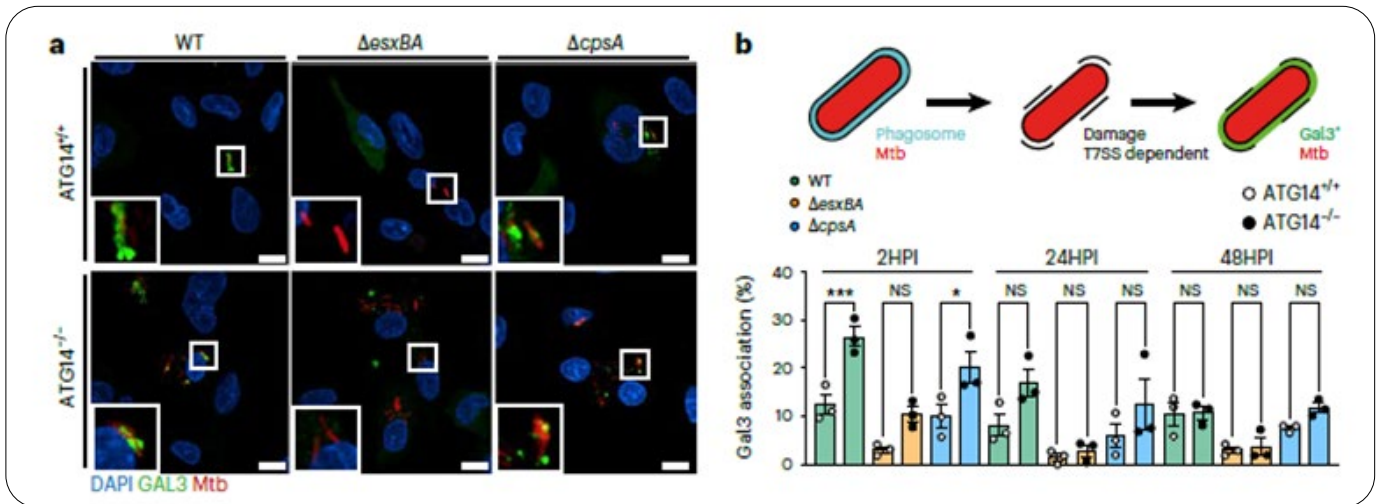 a
WT ΔesxBA ΔcpsA
ATG14+/+
ATG14-/-
DAPI GAL3 Mtb
b
Phagosome
Mtb
Damage
T7SS dependent
Gal3+
Mtb
WT
ΔesxBA
ΔcpsA
ATG14+/+
ATG14-/-
2HPI 24HPI 48HPI
*** NS * NS NS NS NS NS NS
Gal3 association (%)
40
30
20
10
0